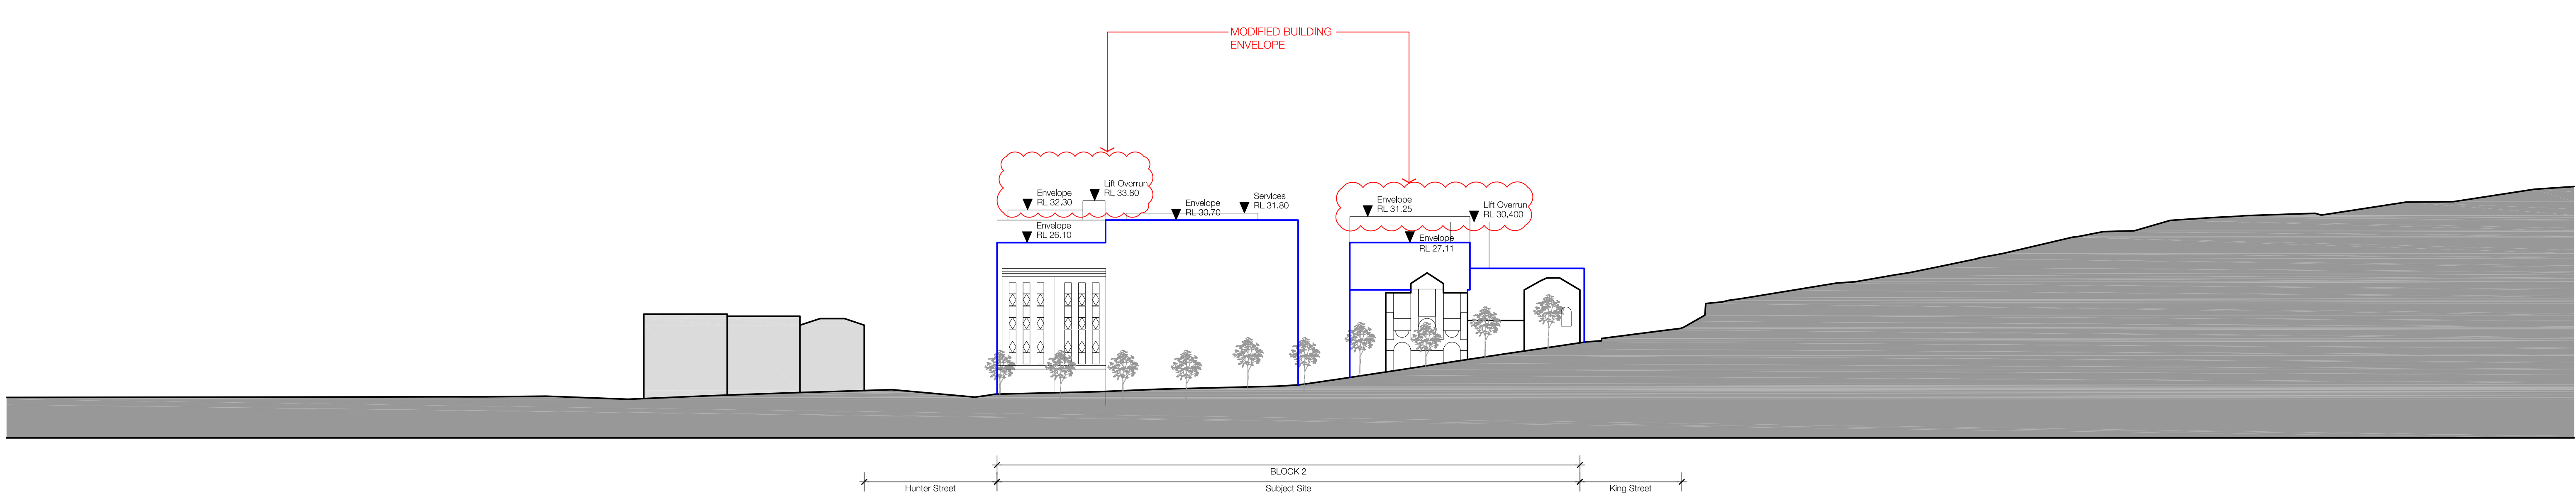 MODIFIED BUILDING
ENVELOPE
Envelope
RL 32.30
Lift Overrun
RL 33.80
Envelope
RL 30.70
Services
RL 31.80
Envelope
RL 26.10
Envelope
RL 31.25
Lift Overrun
RL 30,400
Envelope
RL 27.11
BLOCK 2
Hunter Street
Subject Site
King Street